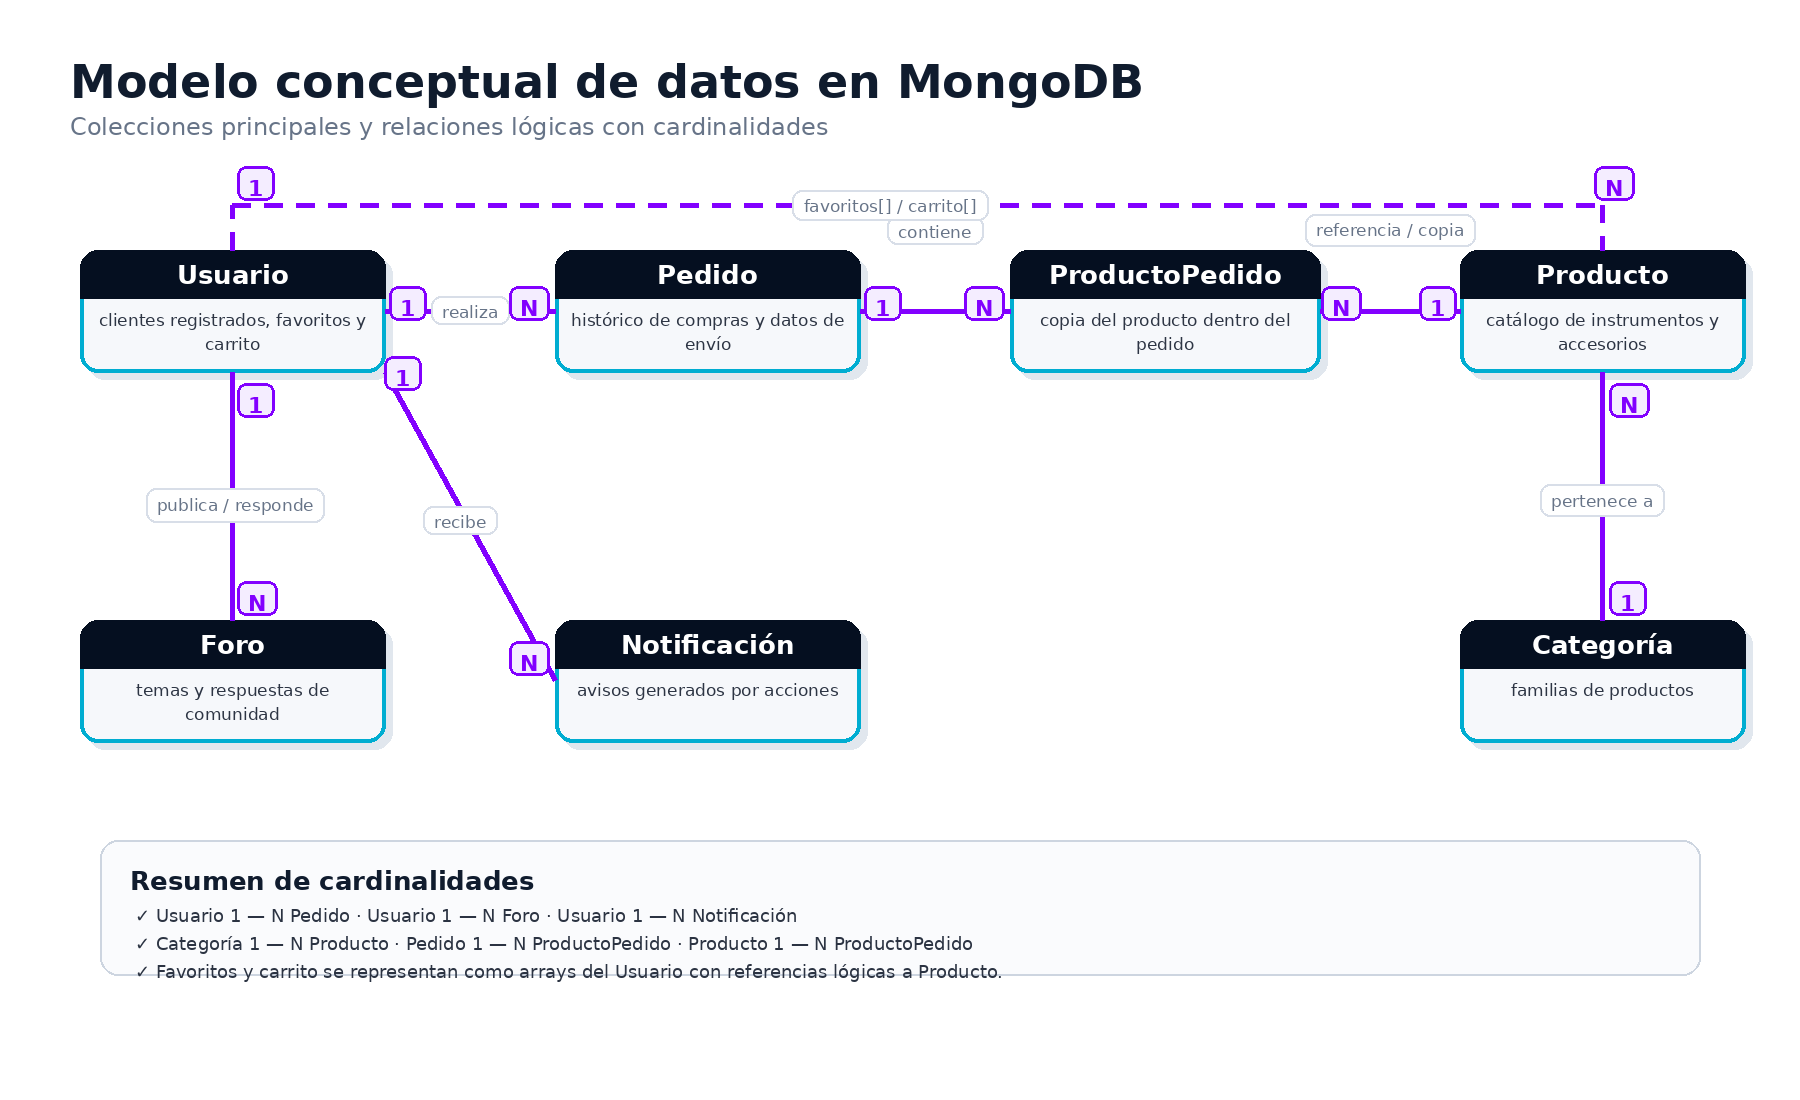 Modelo conceptual de datos en MongoDB
Colecciones principales y relaciones lógicas con cardinalidades
1
N
favoritos[] / carrito[]
contiene
referencia / copia
Usuario
clientes registrados, favoritos y
carrito
1
realiza
N
Pedido
histórico de compras y datos de
envío
1
N
ProductoPedido
copia del producto dentro del
pedido
N
1
Producto
catálogo de instrumentos y
accesorios
1
1
N
publica / responde
recibe
pertenece a
N
N
1
Foro
temas y respuestas de
comunidad
Notificación
avisos generados por acciones
Categoría
familias de productos
Resumen de cardinalidades
✓ Usuario 1 — N Pedido · Usuario 1 — N Foro · Usuario 1 — N Notificación
✓ Categoría 1 — N Producto · Pedido 1 — N ProductoPedido · Producto 1 — N ProductoPedido
✓ Favoritos y carrito se representan como arrays del Usuario con referencias lógicas a Producto.